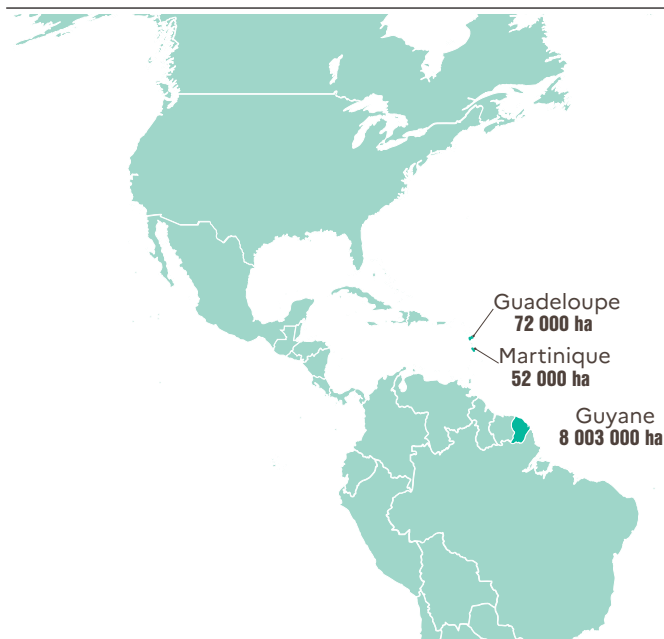 Guadeloupe
72 000 ha
Martinique
52 000 ha
Guyane
8 003 000 ha